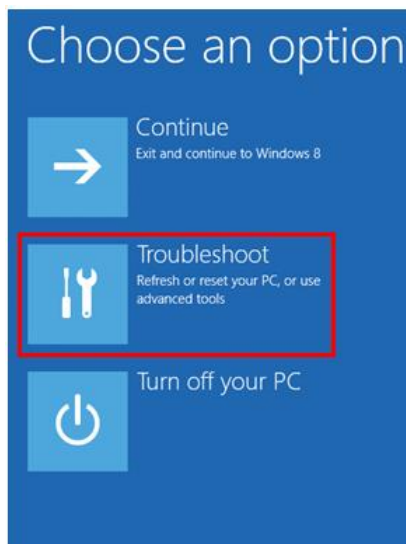 Choose an option
Continue
Exit and continue to Windows 8
Troubleshoot
Refresh or reset your PC, or use
advanced tools
Turn off your PC